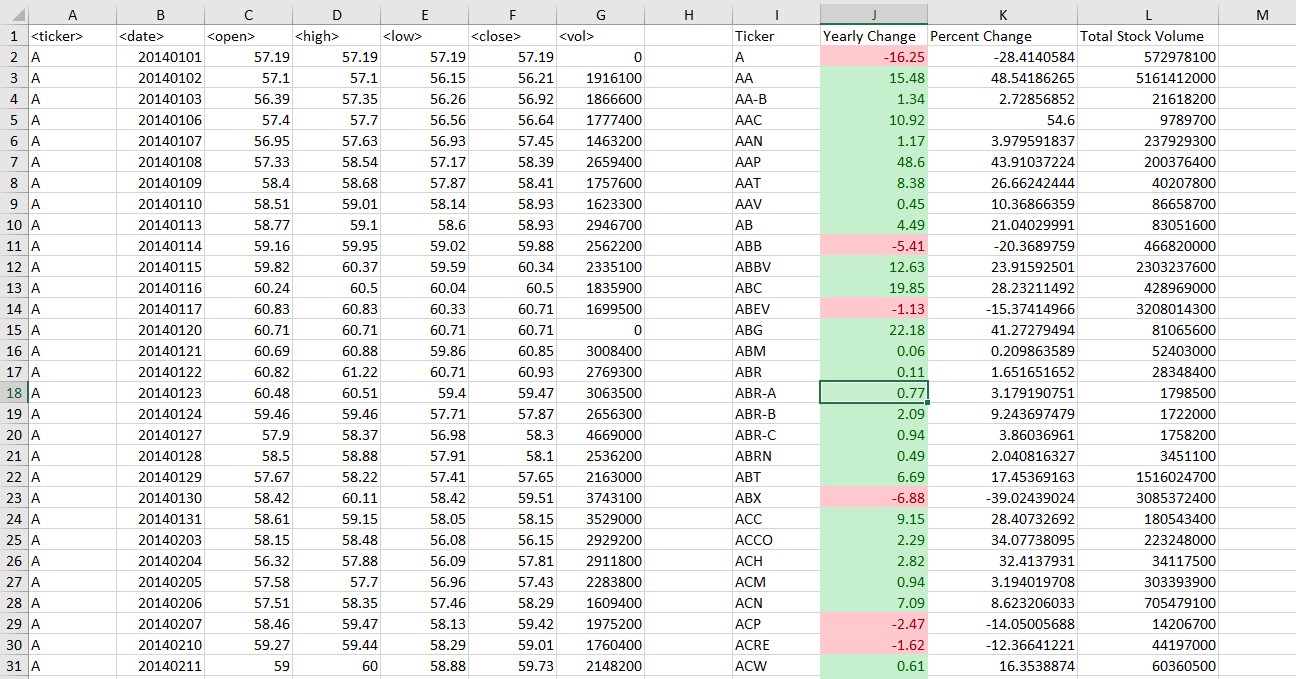 A B C D E F G H I J K L M
1 <ticker> <date> <open> <high> <low> <close> <vol> Ticker Yearly Change Percent Change Total Stock Volume
2 A 20140101 57.19 57.19 57.19 57.19 0 A -16.25 -28.4140584 572978100
3 A 20140102 57.1 57.1 56.15 56.21 1916100 AA 15.48 48.54186265 5161412000
4 A 20140103 56.39 57.35 56.26 56.92 1866600 AA-B 1.34 2.72856852 21618200
5 A 20140106 57.4 57.7 56.56 56.64 1777400 AAC 10.92 54.6 9789700
6 A 20140107 56.95 57.63 56.93 57.45 1463200 AAN 1.17 3.979591837 237929300
7 A 20140108 57.33 58.54 57.17 58.39 2659400 AAP 48.6 43.91037224 200376400
8 A 20140109 58.4 58.68 57.87 58.41 1757600 AAT 8.38 26.66242444 40207800
9 A 20140110 58.51 59.01 58.14 58.93 1623300 AAV 0.45 10.36866359 86658700
10 A 20140113 58.77 59.1 58.6 58.93 2946700 AB 4.49 21.04029991 83051600
11 A 20140114 59.16 59.95 59.02 59.88 2562200 ABB -5.41 -20.3689759 466820000
12 A 20140115 59.82 60.37 59.59 60.34 2335100 ABBV 12.63 23.91592501 2303237600
13 A 20140116 60.24 60.5 60.04 60.5 1835900 ABC 19.85 28.23211492 428969000
14 A 20140117 60.83 60.83 60.33 60.71 1699500 ABEV -1.13 -15.37414966 3208014300
15 A 20140120 60.71 60.71 60.71 60.71 0 ABG 22.18 41.27279494 81065600
16 A 20140121 60.69 60.88 59.86 60.85 3008400 ABM 0.06 0.209863589 52403000
17 A 20140122 60.82 61.22 60.71 60.93 2769300 ABR 0.11 1.651651652 28348400
18 A 20140123 60.48 60.51 59.4 59.47 3063500 ABR-A 0.77 3.179190751 1798500
19 A 20140124 59.46 59.46 57.71 57.87 2656300 ABR-B 2.09 9.243697479 1722000
20 A 20140127 57.9 58.37 56.98 58.3 4669000 ABR-C 0.94 3.86036961 1758200
21 A 20140128 58.5 58.88 57.91 58.1 2536200 ABRN 0.49 2.040816327 3451100
22 A 20140129 57.67 58.22 57.41 57.65 2163000 ABT 6.69 17.45369163 1516024700
23 A 20140130 58.42 60.11 58.42 59.51 3743100 ABX -6.88 -39.02439024 3085372400
24 A 20140131 58.61 59.15 58.05 58.15 3529000 ACC 9.15 28.40732692 180543400
25 A 20140203 58.15 58.48 56.08 56.15 2929200 ACCO 2.29 34.07738095 223248000
26 A 20140204 56.32 57.88 56.09 57.81 2911800 ACH 2.82 32.4137931 34117500
27 A 20140205 57.58 57.7 56.96 57.43 2283800 ACM 0.94 3.194019708 303393900
28 A 20140206 57.51 58.35 57.46 58.29 1609400 ACN 7.09 8.623206033 705479100
29 A 20140207 58.46 59.47 58.13 59.42 1975200 ACP -2.47 -14.05005688 14206700
30 A 20140210 59.27 59.44 58.29 59.01 1760400 ACRE -1.62 -12.36641221 44197000
31 A 20140211 59 60 58.88 59.73 2148200 ACW 0.61 16.3538874 60360500